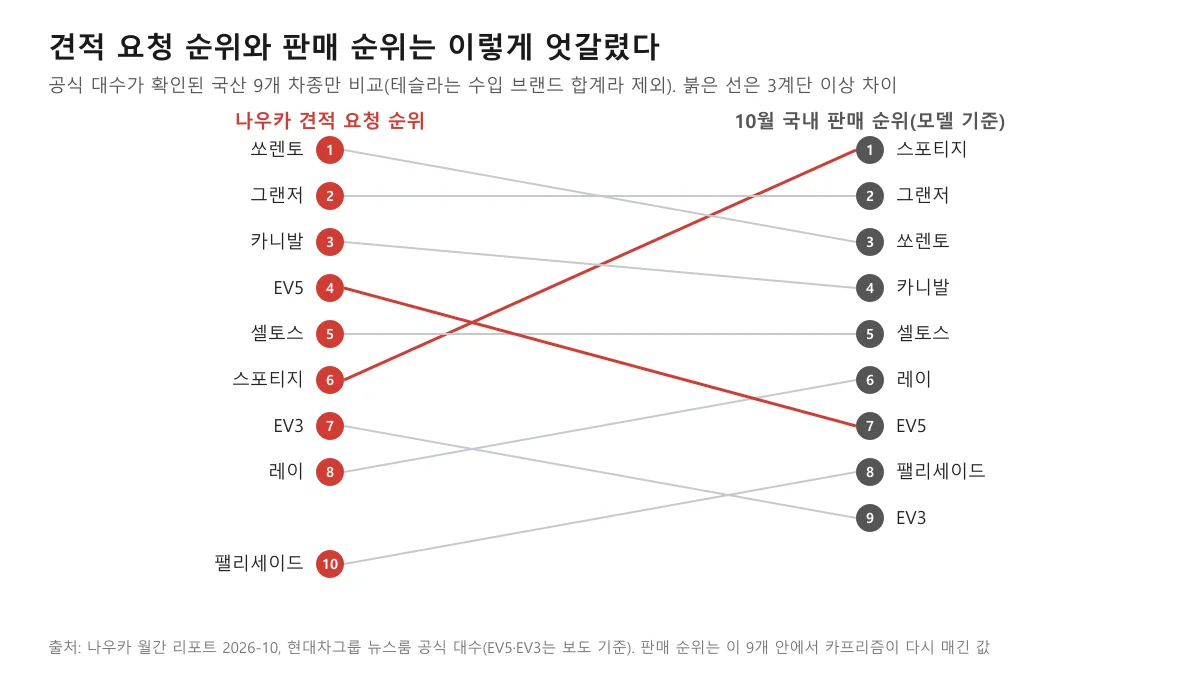 견적 요청 순위와 판매 순위는 이렇게 엇갈렸다
공식 대수가 확인된 국산 9개 차종만 비교(테슬라는 수입 브랜드 합계라 제외). 붉은 선은 3계단 이상 차이
나우카 견적 요청 순위
10월 국내 판매 순위(모델 기준)
쏘렌토 1
1 스포티지
그랜저 2
2 그랜저
카니발 3
3 쏘렌토
EV5 4
4 카니발
셀토스 5
5 셀토스
스포티지 6
6 레이
EV3 7
7 EV5
레이 8
8 팰리세이드
9 EV3
팰리세이드 10
출처: 나우카 월간 리포트 2026-10, 현대차그룹 뉴스룸 공식 대수(EV5·EV3는 보도 기준). 판매 순위는 이 9개 안에서 카프리즘이 다시 매긴 값